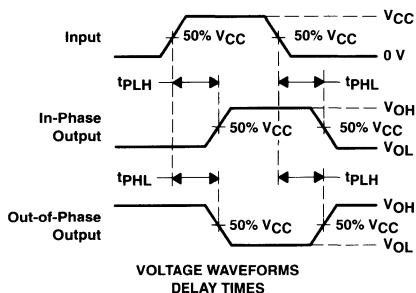 VCC
Input
50% VCC
50% VCC
0 V
tPLH
tPHL
In-Phase
Output
50% VCC
VOH
50% VCC
VOL
tPHL
tPLH
Out-of-Phase
Output
50% VCC
VOH
50% VCC
VOL
VOLTAGE WAVEFORMS
DELAY TIMES